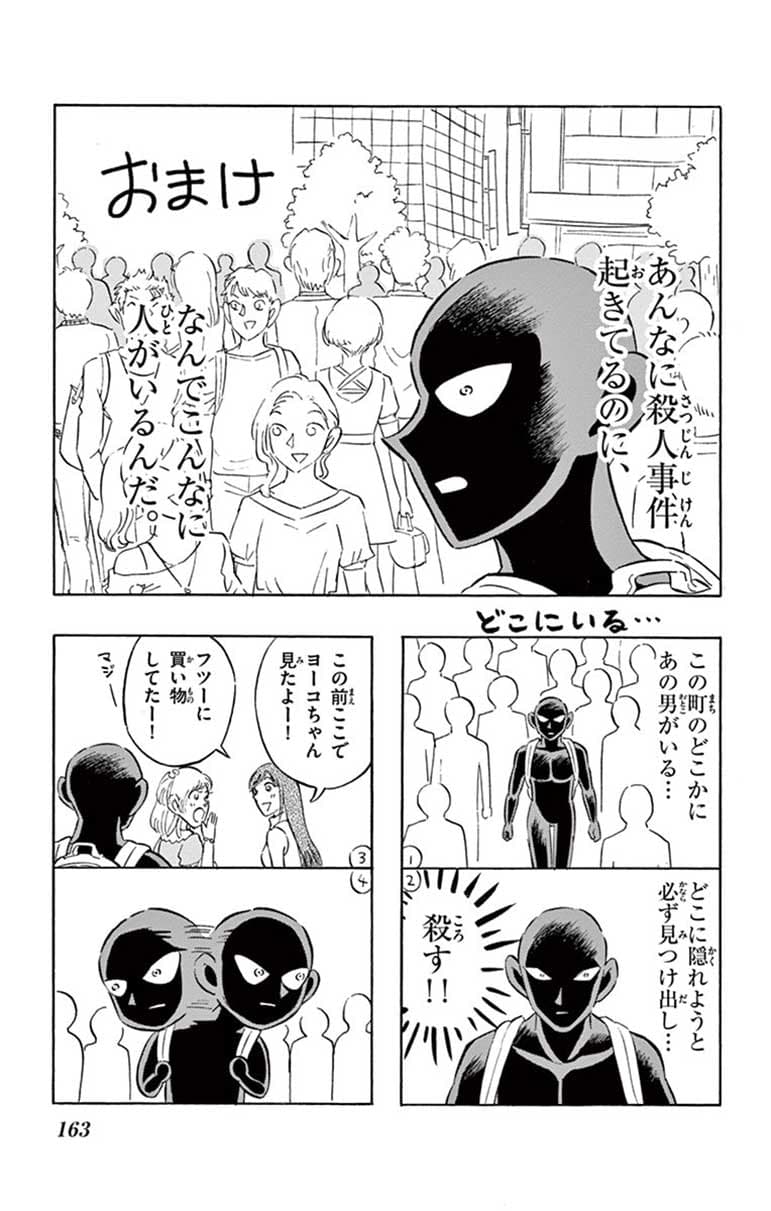 おまけ
あんなに殺人事件
起きてるのに、
なんでこんなに
人がいるんだ。
どこにいる…
この町のどこかに
あの男がいる…
1
どこに隠れようと
必ず見つけ出し…
殺す!!
2
この前ここで
ヨーコちゃん
見たよー!
フツーに
買い物
してたー!
マジー
3
4
163